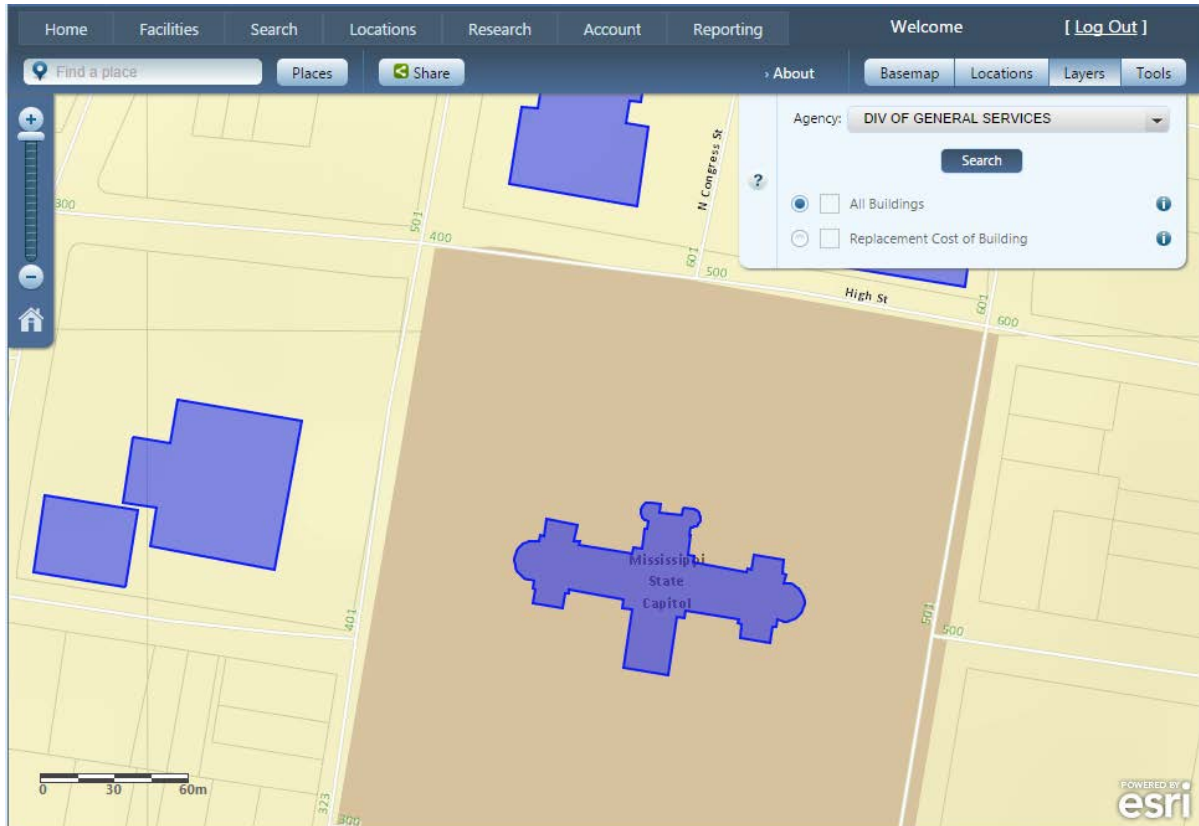 Home Facilities Search Locations Research Account Reporting Welcome [ Log Out ]
Find a place Places Share › About Basemap Locations Layers Tools
Agency: DIV OF GENERAL SERVICES
Search
?
All Buildings
Replacement Cost of Building
N Congress St
300
501
400
601
500
High St
601
600
Mississippi
State
Capitol
401
501
500
0 30 60m
323
300
POWERED BY
esri